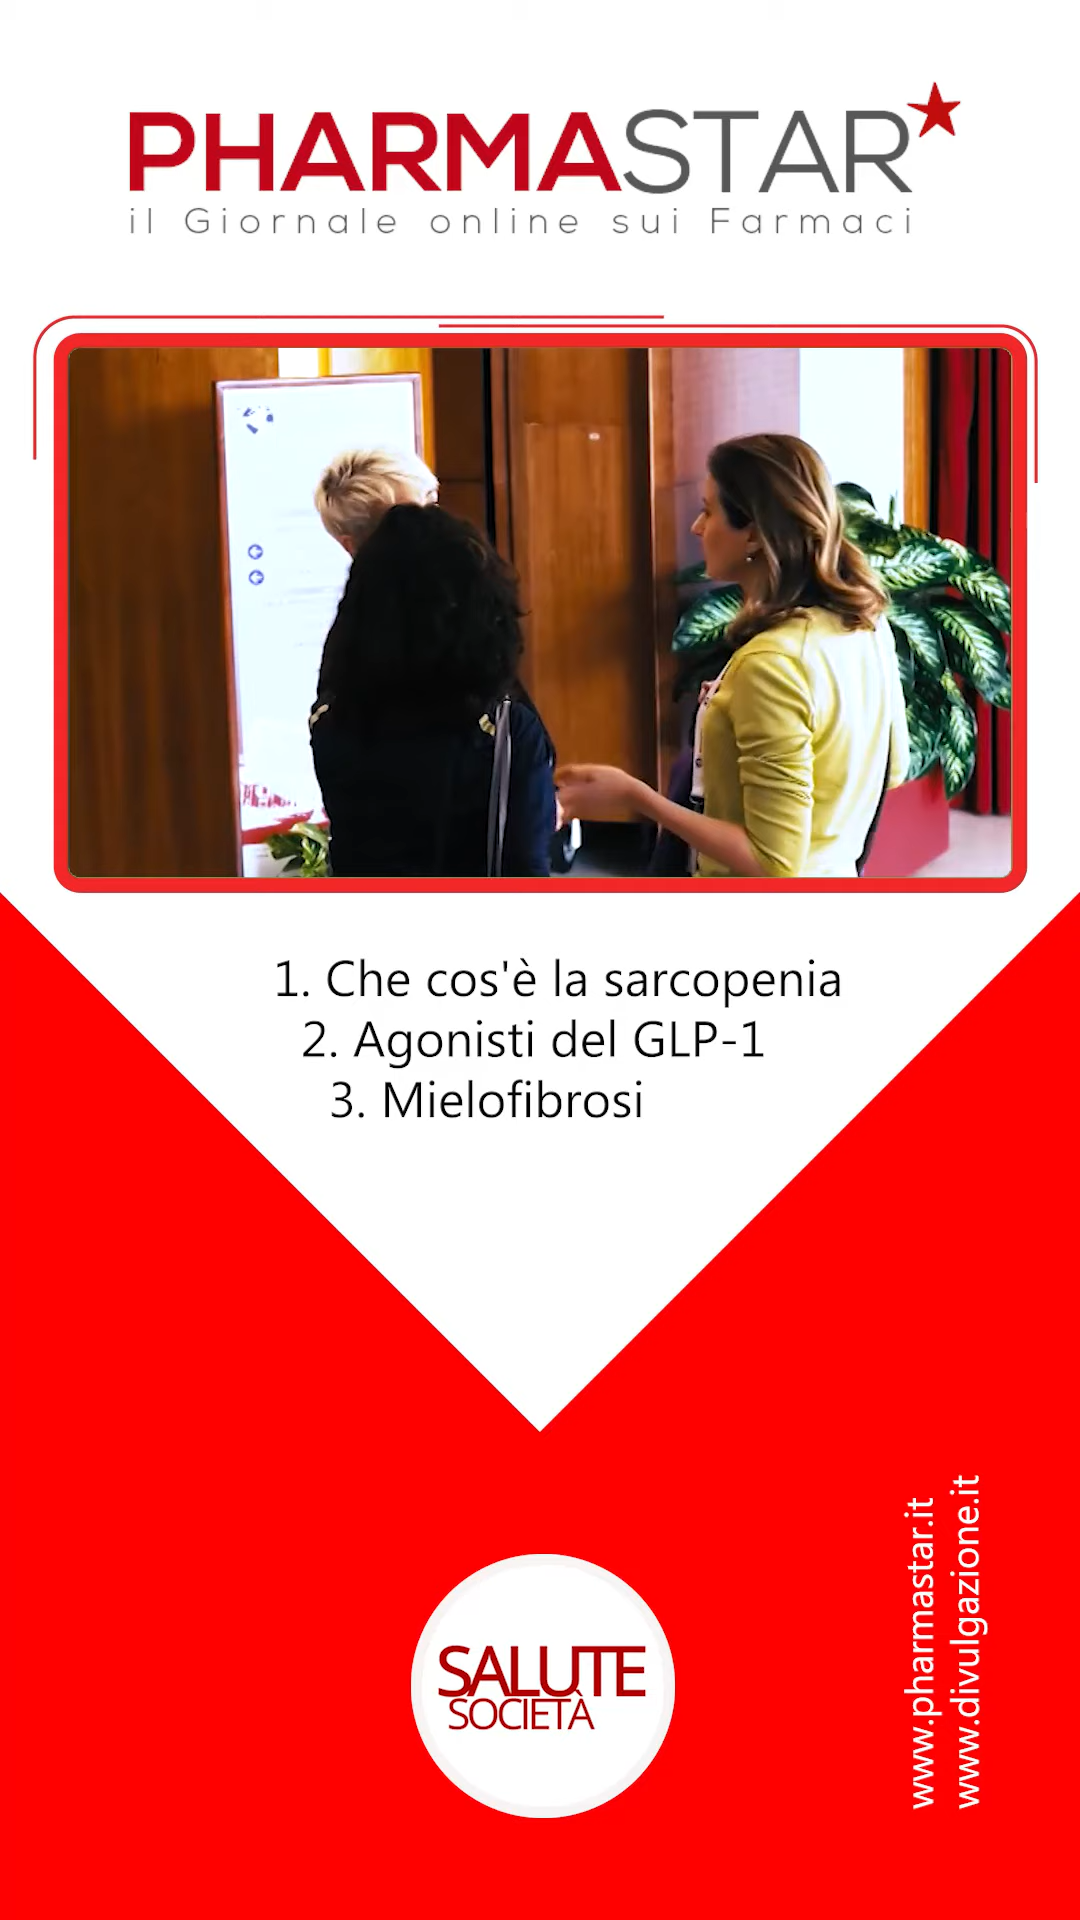 PHARMASTAR
il Giornale online sui Farmaci
1. Che cos'è la sarcopenia
2. Agonisti del GLP-1
3. Mielofibrosi
www.pharmastar.it
www.divulgazione.it
SALUTE
SOCIETÀ